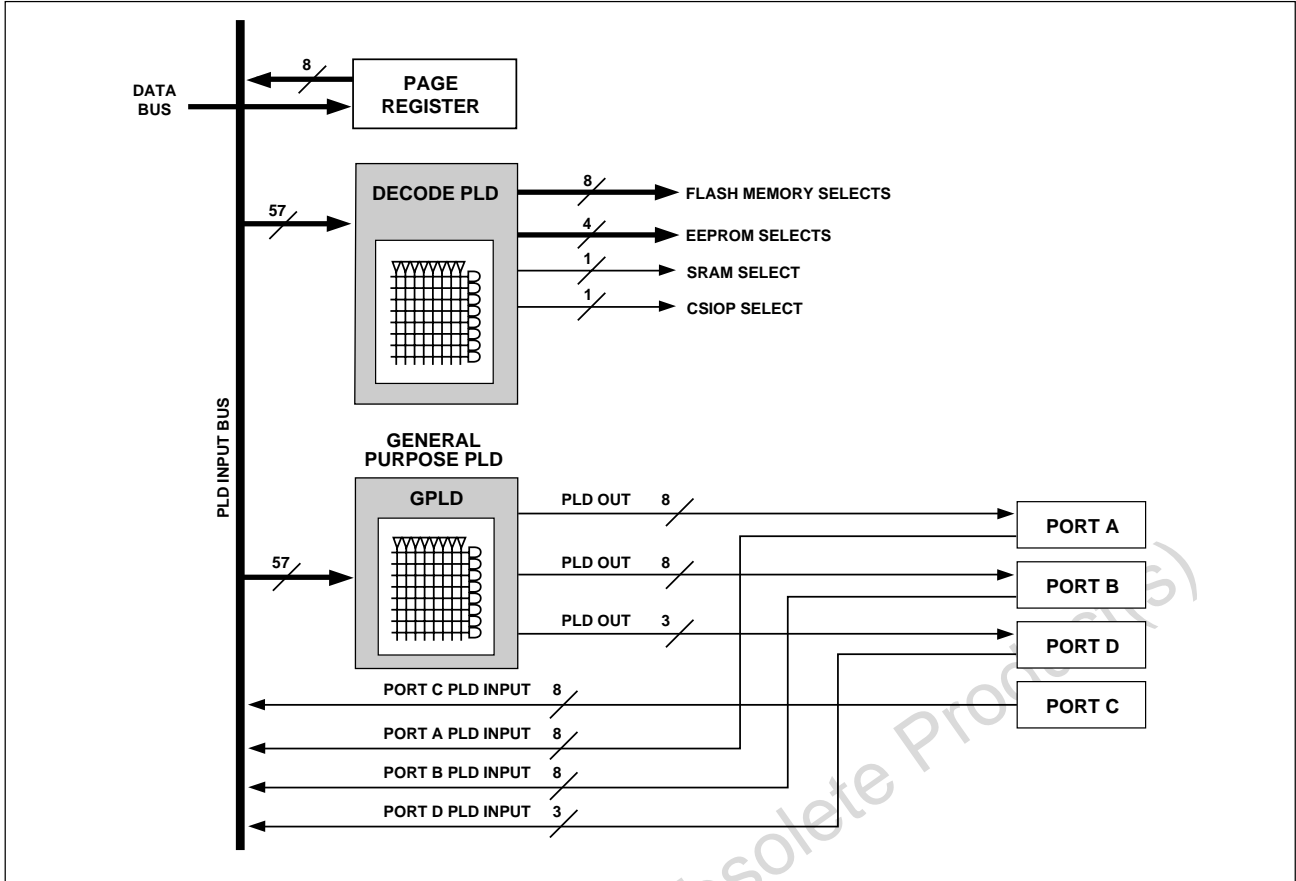 8
PAGE
REGISTER
DATA
BUS
DECODE PLD
8
FLASH MEMORY SELECTS
57
4
EEPROM SELECTS
1
SRAM SELECT
1
CSIOP SELECT
PLD INPUT BUS
GENERAL
PURPOSE PLD
GPLD
PLD OUT 8
PORT A
57
PLD OUT 8
PORT B
PLD OUT 3
PORT D
PORT C PLD INPUT 8
PORT C
PORT A PLD INPUT 8
PORT B PLD INPUT 8
PORT D PLD INPUT 3